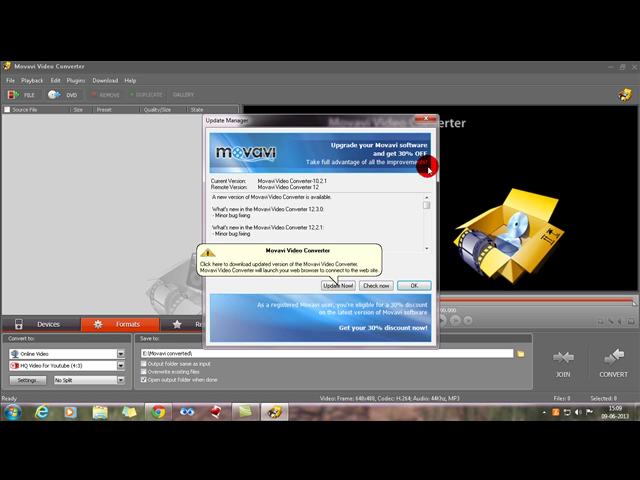 Movavi Video Converter
File Playback Edit Plugins Download Help
FILE DVD REMOVE DUPLICATE GALLERY
Source File Size Preset Quality/Size State
Update Manager
movavi
Upgrade your Movavi software
and get 30% OFF
Take full advantage of all the improvements!
Current Version: Movavi Video Converter-10.2.1
Remote Version: Movavi Video Converter 12
A new version of Movavi Converter is available.
What's new in the Movavi Converter 12.3.0:
- Minor bug fixing
What's new in the Movavi Converter 12.2.1:
- Minor bug fixing
Movavi Video Converter
Click here to download updated version of the Movavi Video Converter.
Movavi Video Converter will launch your web browser to connect to the web site.
Update Now! Check now OK
As a registered Movavi user, you're eligible for a 30% discount
on the latest version of Movavi software
Get your 30% discount now!
Devices Formats
Convert to:
Online Video
HQ Video for Youtube (4:3)
Settings... No Split
Save to:
E:\Movavi converted\
Output folder same as input
Overwrite existing files
Open output folder when done
JOIN CONVERT
Ready
Video: Frame: 648x488, Codec: H.264; Audio: 44Khz, MP3
Files: 0 Selected: 0
15:09
09-06-2013